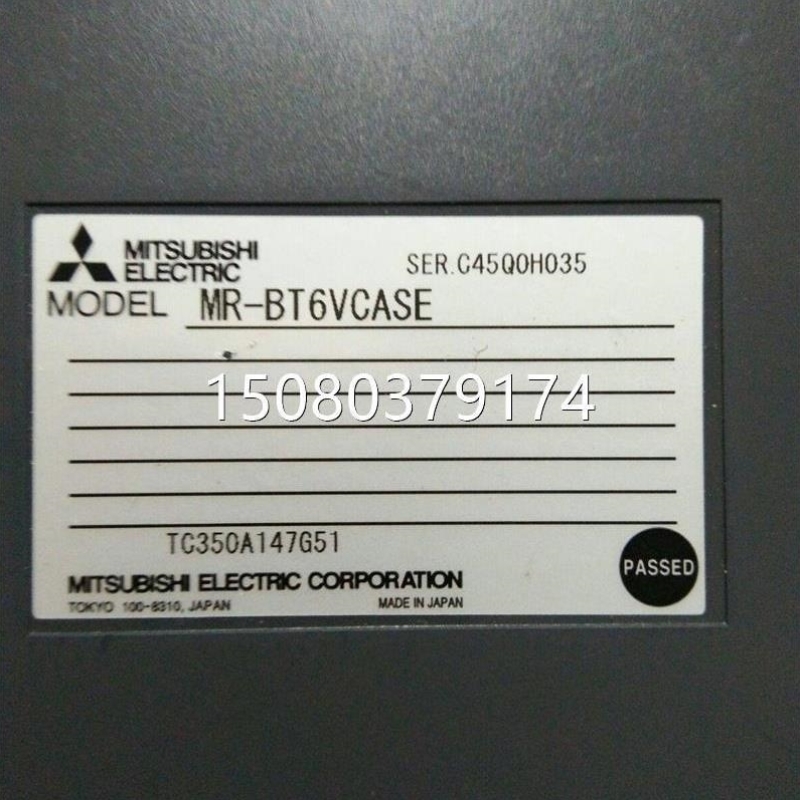 MITSUBISHI
ELECTRIC
SER.C45Q0H035
MODEL MR-BT6VCASE
15080379174
TC350A147G51
PASSED
MITSUBISHI ELECTRIC CORPORATION
TOKYO 100-8310, JAPAN MADE IN JAPAN